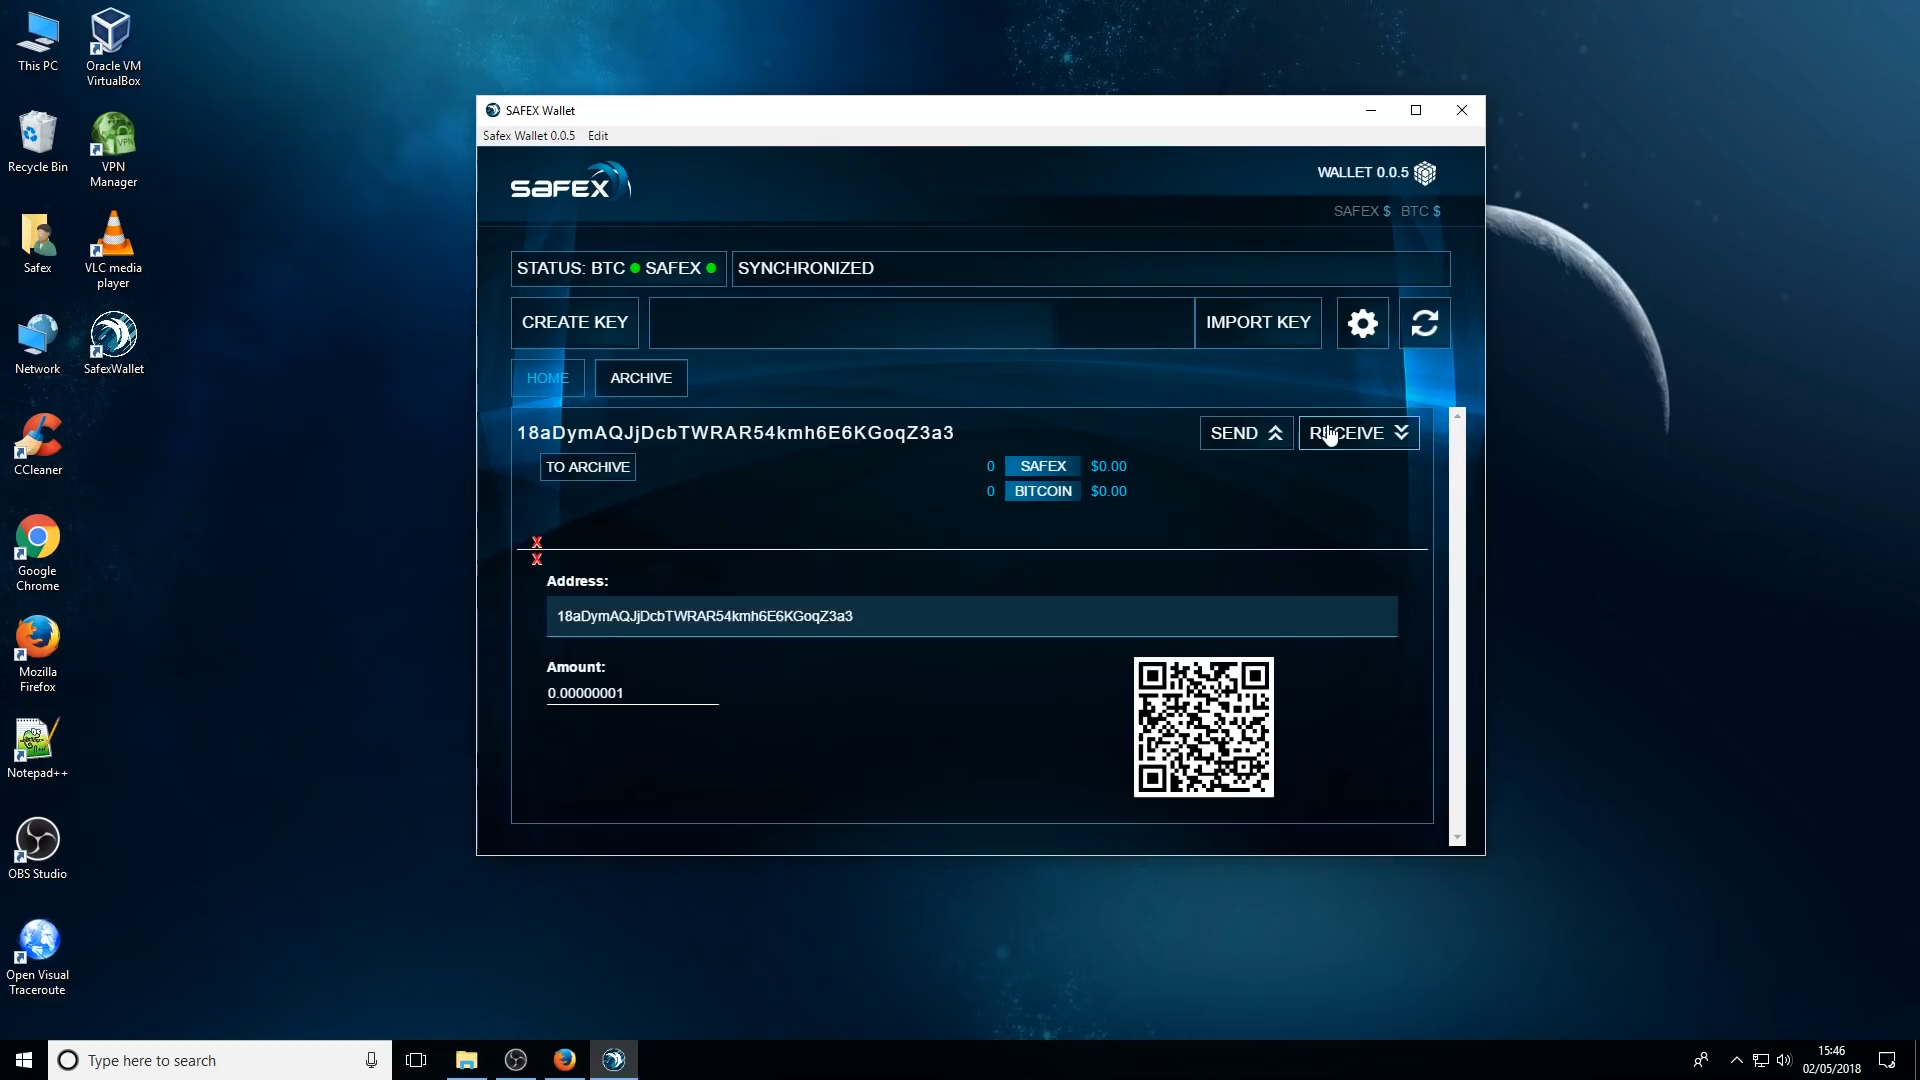 This PC
Oracle VM
VirtualBox
Recycle Bin
VPN
VPN
Manager
Safex
VLC media
player
Network
SafexWallet
CCleaner
Google
Chrome
Mozilla
Firefox
Notepad++
OBS Studio
Open Visual
Traceroute
SAFEX Wallet
Safex Wallet 0.0.5 Edit
SAFEX
WALLET 0.0.5
SAFEX $ BTC $
STATUS: BTC SAFEX SYNCHRONIZED
CREATE KEY IMPORT KEY
HOME ARCHIVE
18aDymAQJjDcbTWRAR54kmh6E6KGoqZ3a3 SEND RECEIVE
TO ARCHIVE 0 SAFEX $0.00
0 BITCOIN $0.00
X
X
Address:
18aDymAQJjDcbTWRAR54kmh6E6KGoqZ3a3
Amount:
0.00000001
Type here to search
15:46
02/05/2018